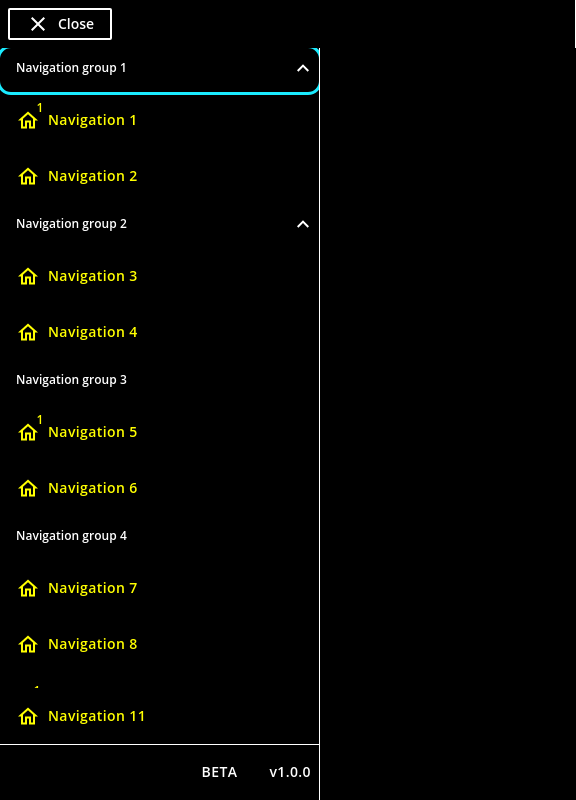 Close
Navigation group 1
1
Navigation 1
Navigation 2
Navigation group 2
Navigation 3
Navigation 4
Navigation group 3
1
Navigation 5
Navigation 6
Navigation group 4
Navigation 7
Navigation 8
Navigation 11
BETA v1.0.0